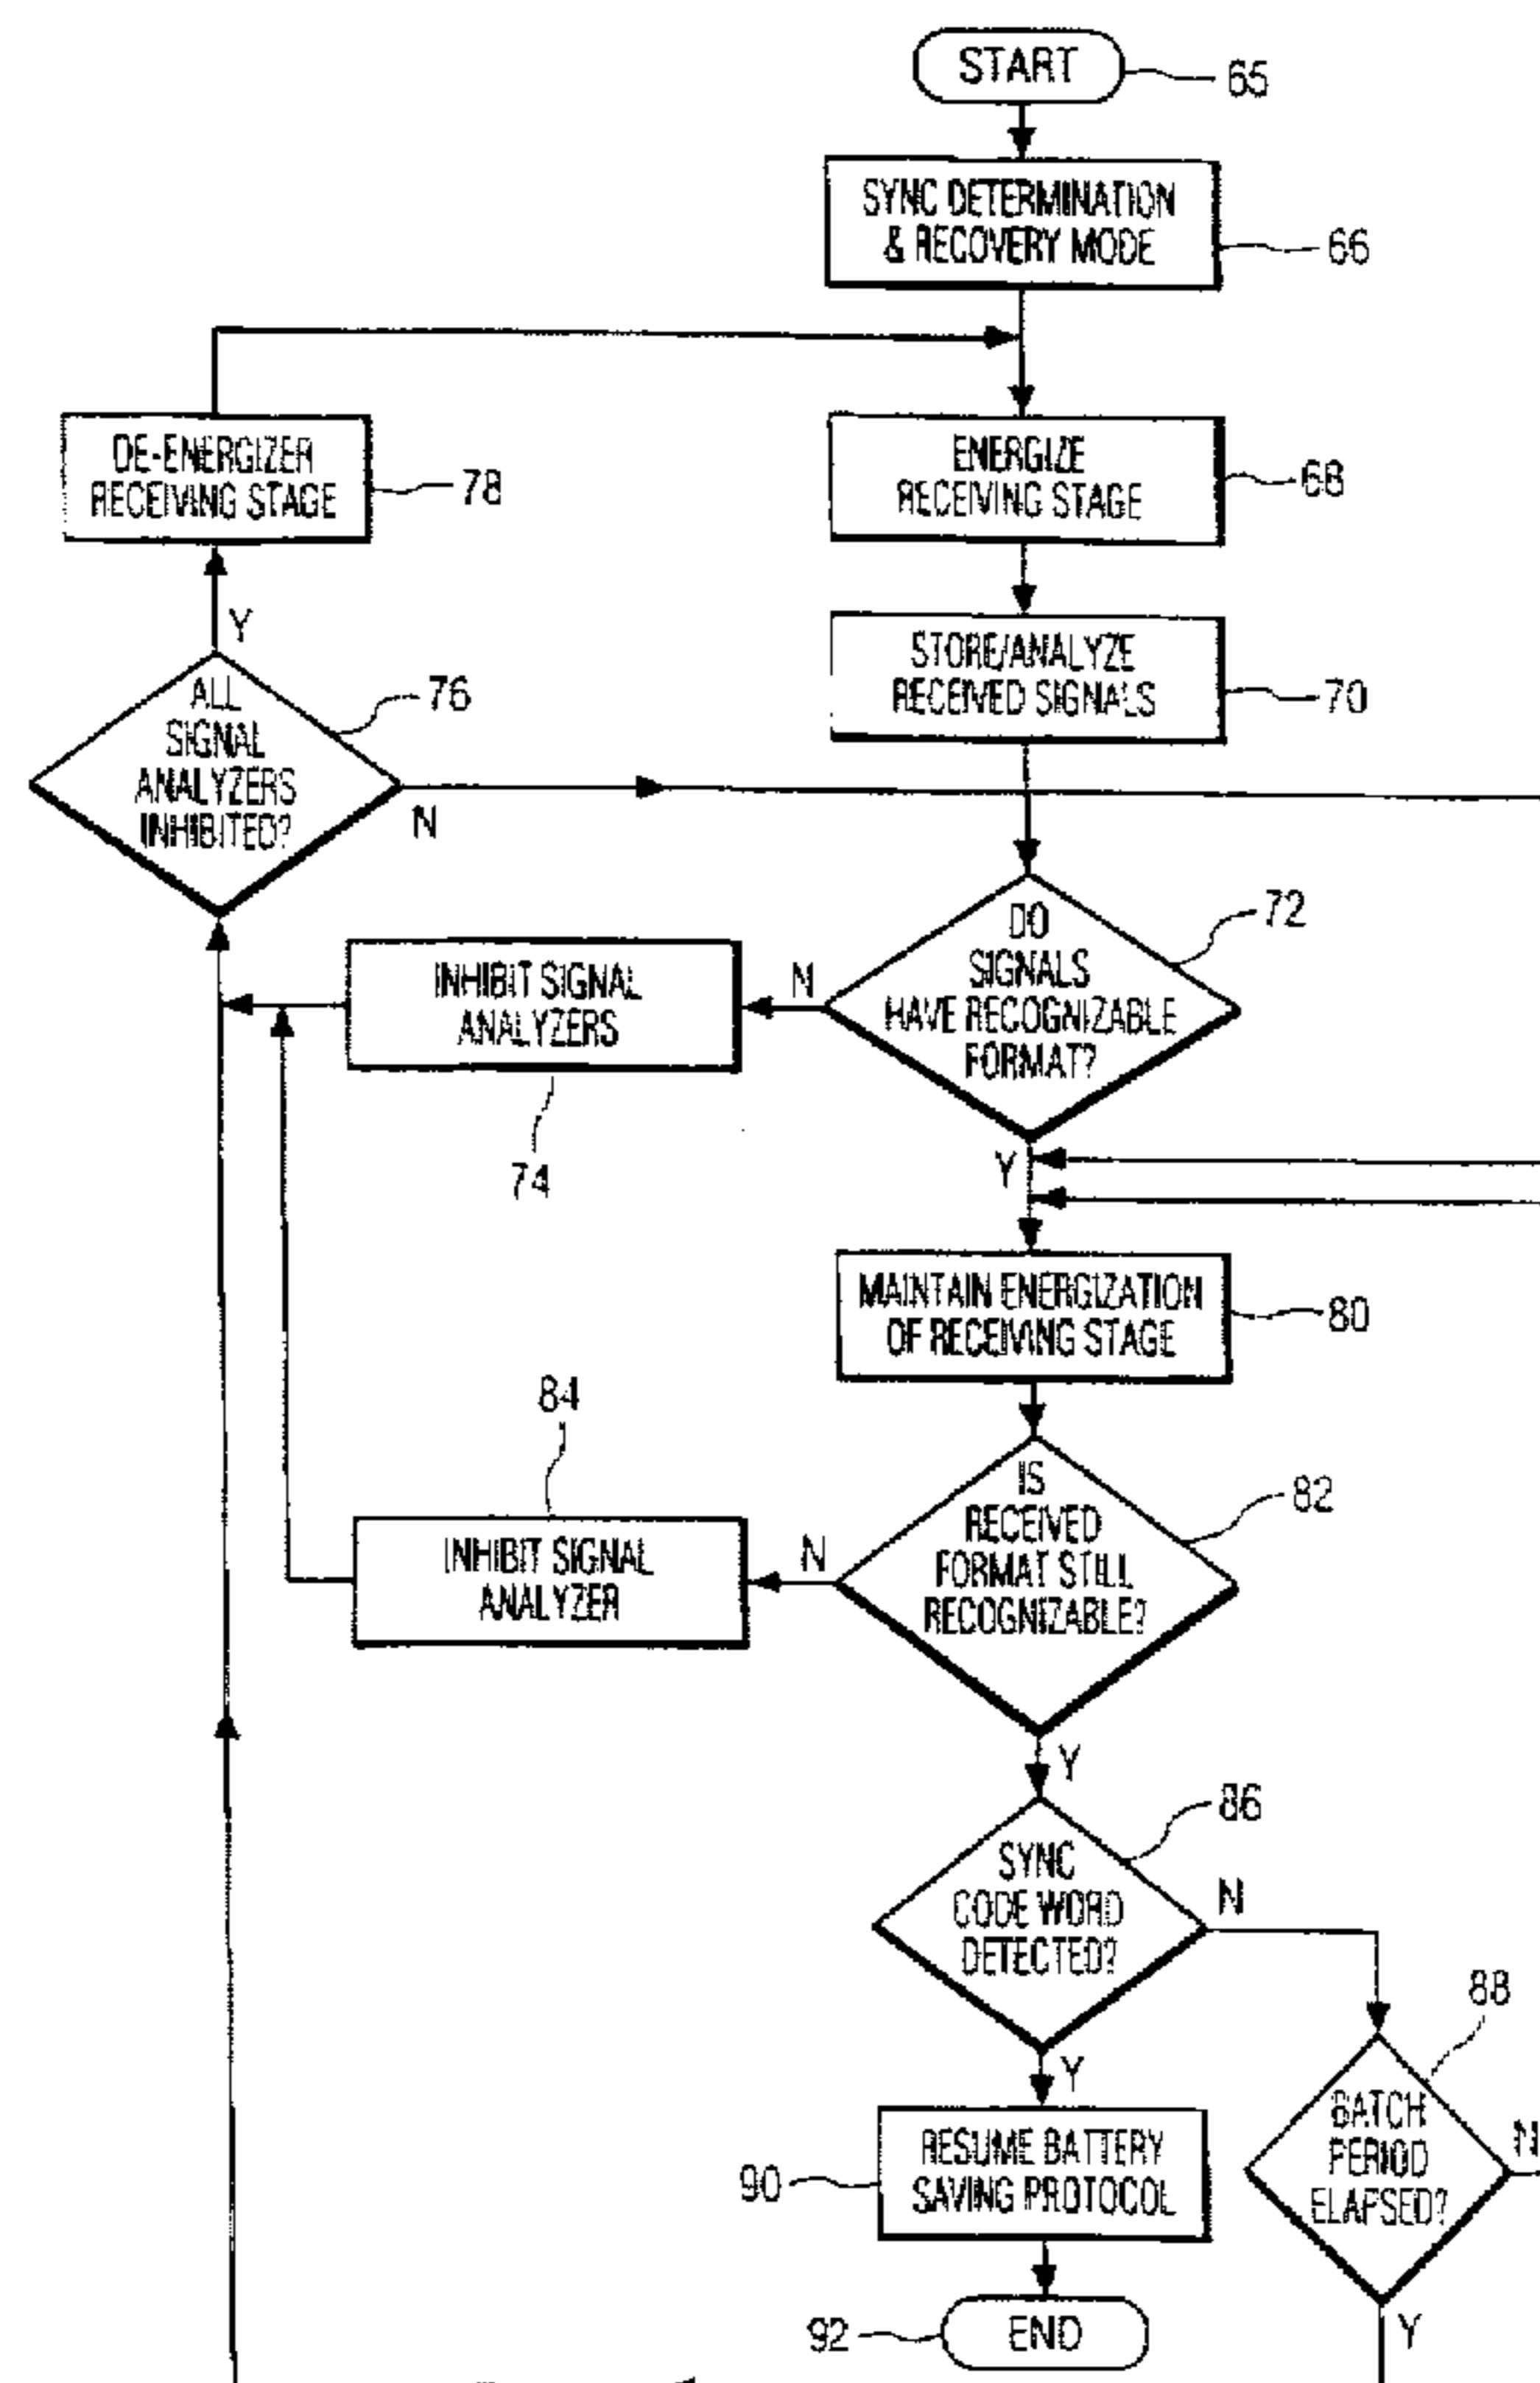 START
65
SYNC DETERMINATION
& RECOVERY MODE
66
DE-ENERGIZER
RECEIVING STAGE
78
ENERGIZE
RECEIVING STAGE
68
Y
STORE/ANALYZE
RECEIVED SIGNALS
70
ALL
SIGNAL
ANALYZERS
INHIBITED?
76
N
DO
SIGNALS
HAVE RECOGNIZABLE
FORMAT?
72
N
INHIBIT SIGNAL
ANALYZERS
74
Y
MAINTAIN ENERGIZATION
OF RECEIVING STAGE
80
84
IS
RECEIVED
FORMAT STILL
RECOGNIZABLE?
82
N
INHIBIT SIGNAL
ANALYZER
Y
86
SYNC
CODE WORD
DETECTED?
N
88
Y
BATCH
PERIOD
ELAPSED?
N
RESUME BATTERY
SAVING PROTOCOL
90
END
92
Y